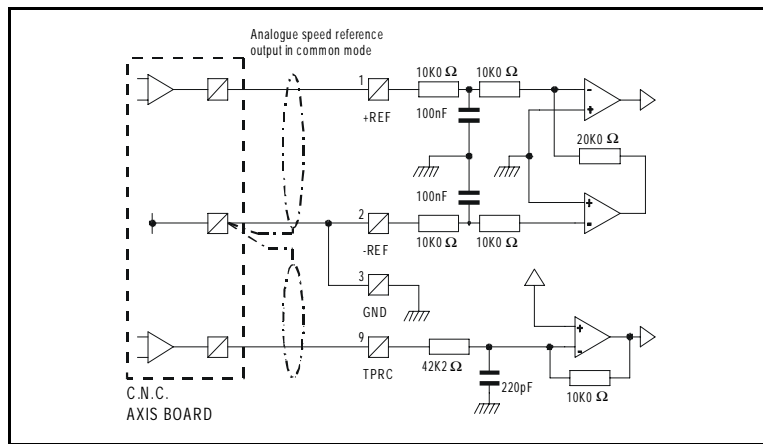 Analogue speed reference
output in common mode
1
+REF
10K0 Ω
10K0 Ω
100nF
20K0 Ω
100nF
2
-REF
10K0 Ω
10K0 Ω
3
GND
9
TPRC
42K2 Ω
220pF
10K0 Ω
C.N.C.
AXIS BOARD
-
+
+
-
+
-